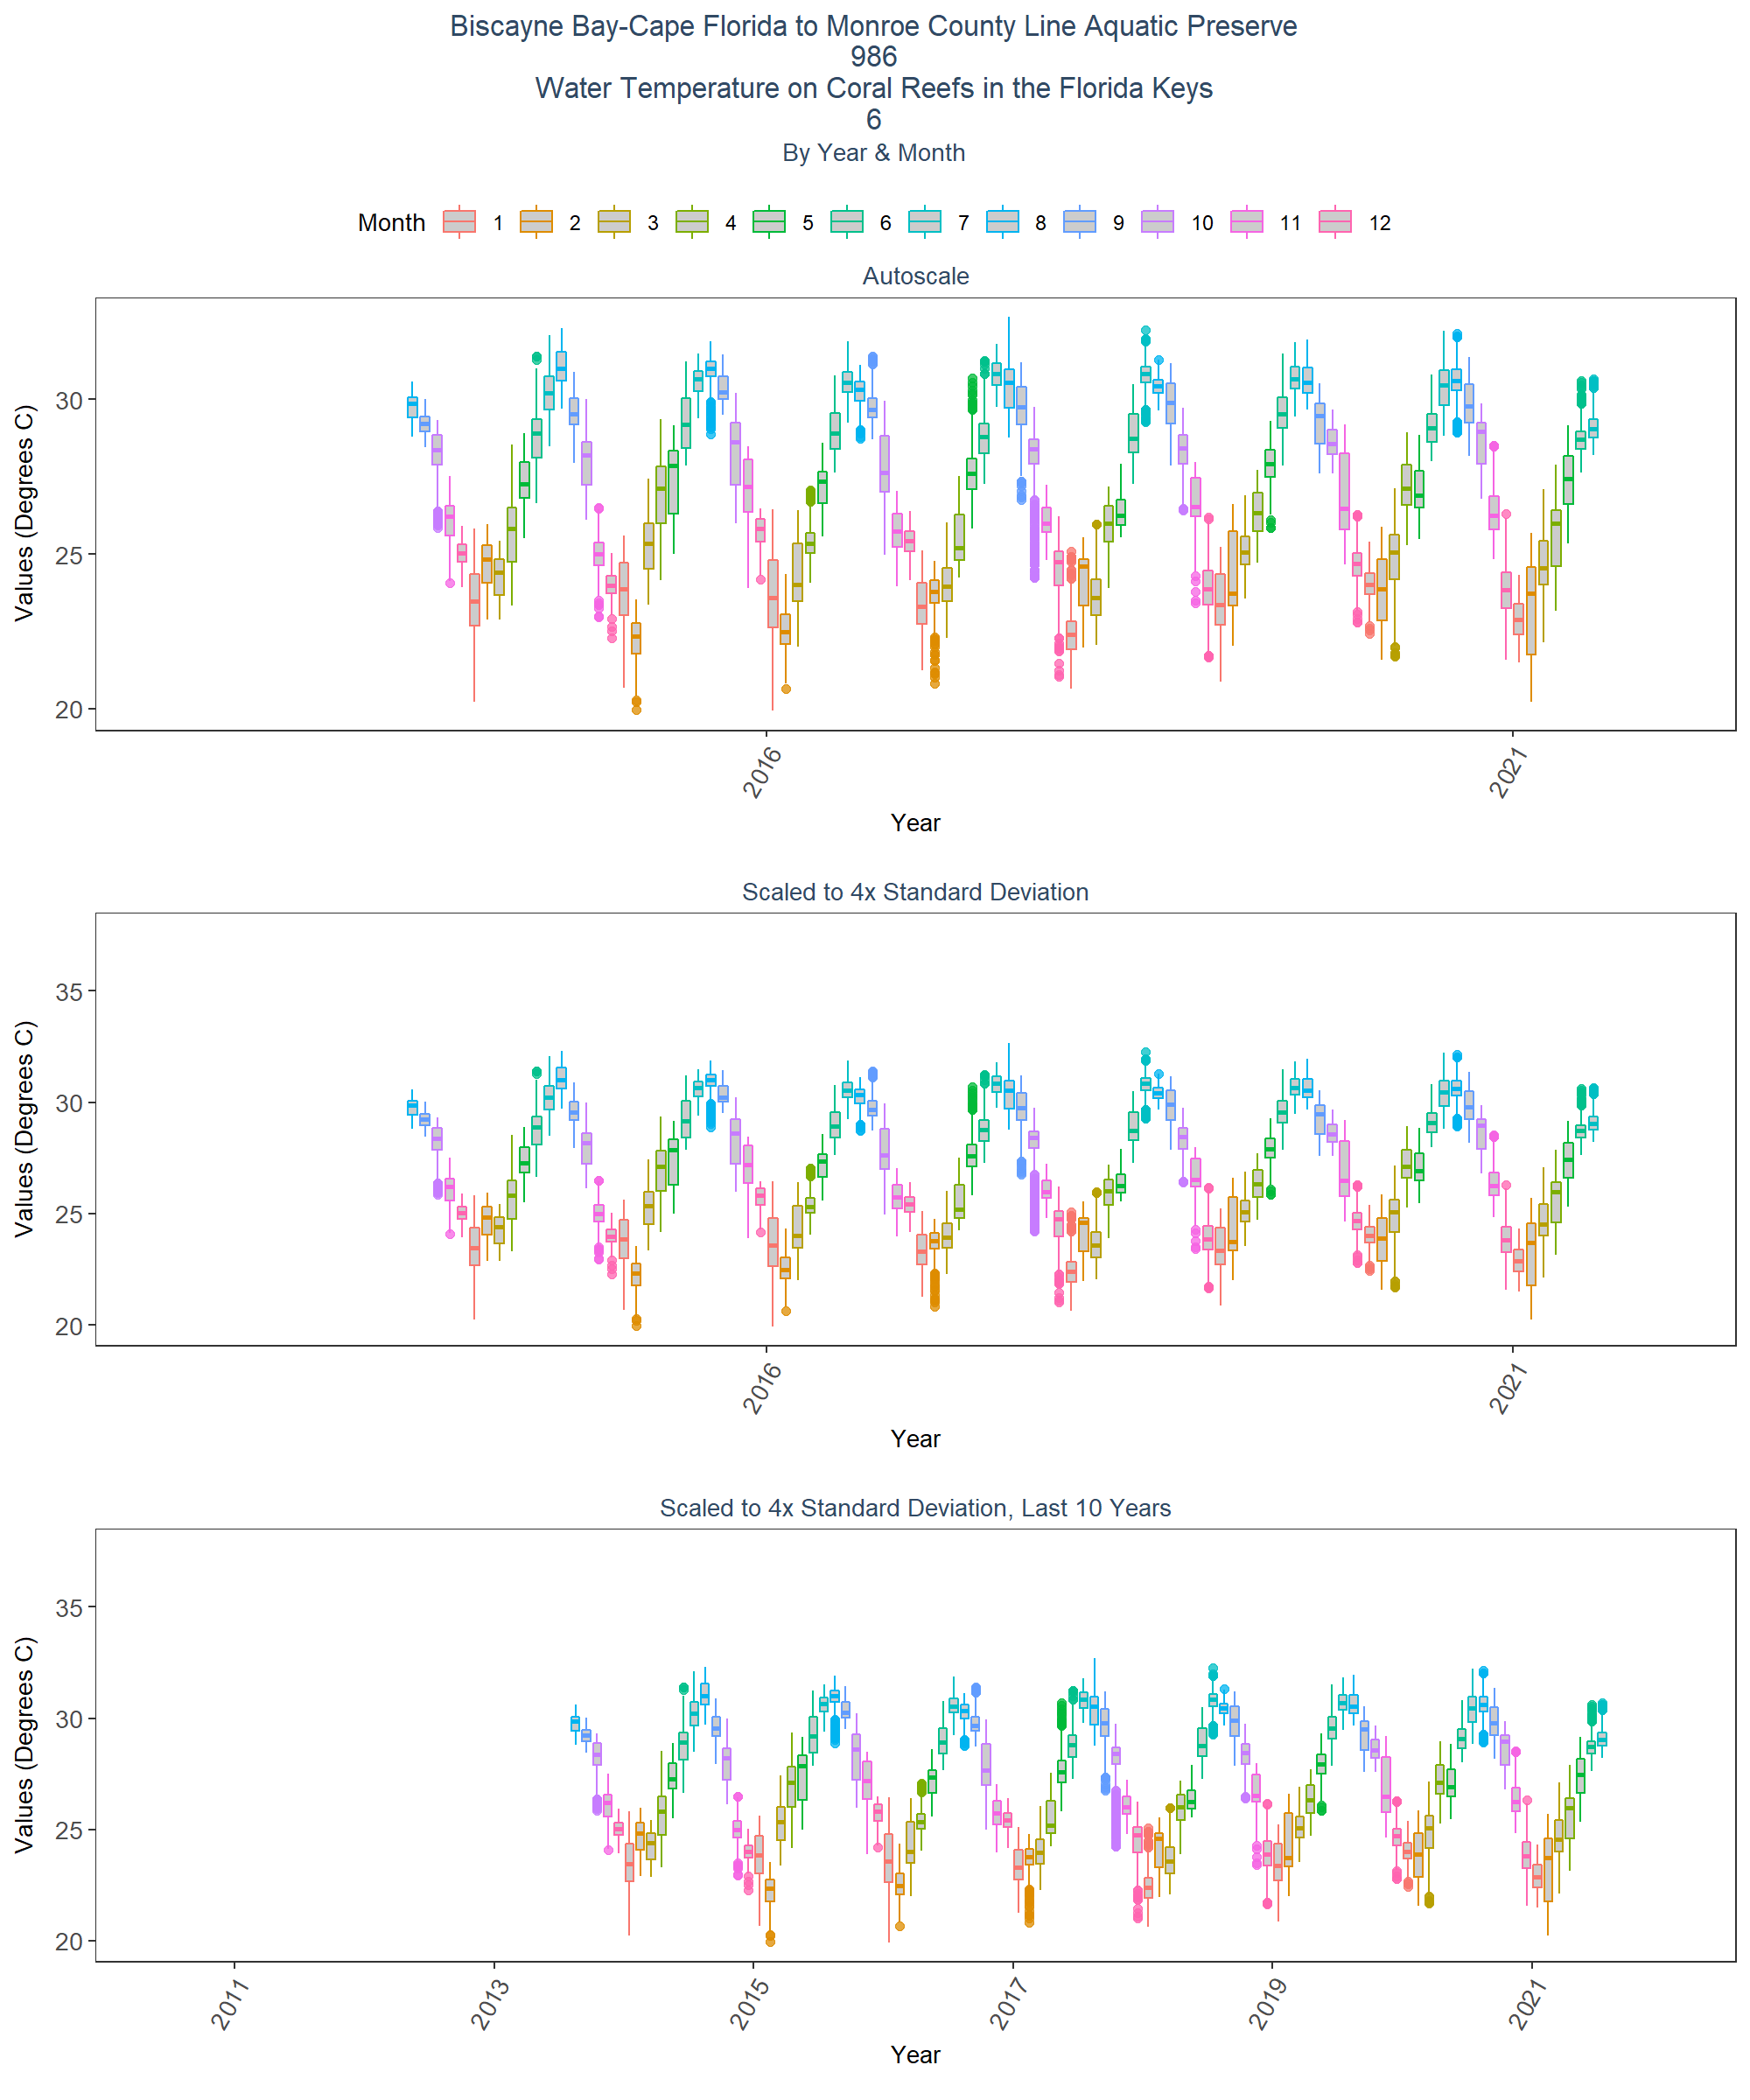 Biscayne Bay-Cape Florida to Monroe County Line Aquatic Preserve
986
Water Temperature on Coral Reefs in the Florida Keys
6
By Year & Month
Month 1 2 3 4 5 6 7 8 9 10 11 12
Autoscale
Values (Degrees C)
30
25
20
2016 2021
Year
Scaled to 4x Standard Deviation
Values (Degrees C)
35
30
25
20
2016 2021
Year
Scaled to 4x Standard Deviation, Last 10 Years
Values (Degrees C)
35
30
25
20
2011 2013 2015 2017 2019 2021
Year